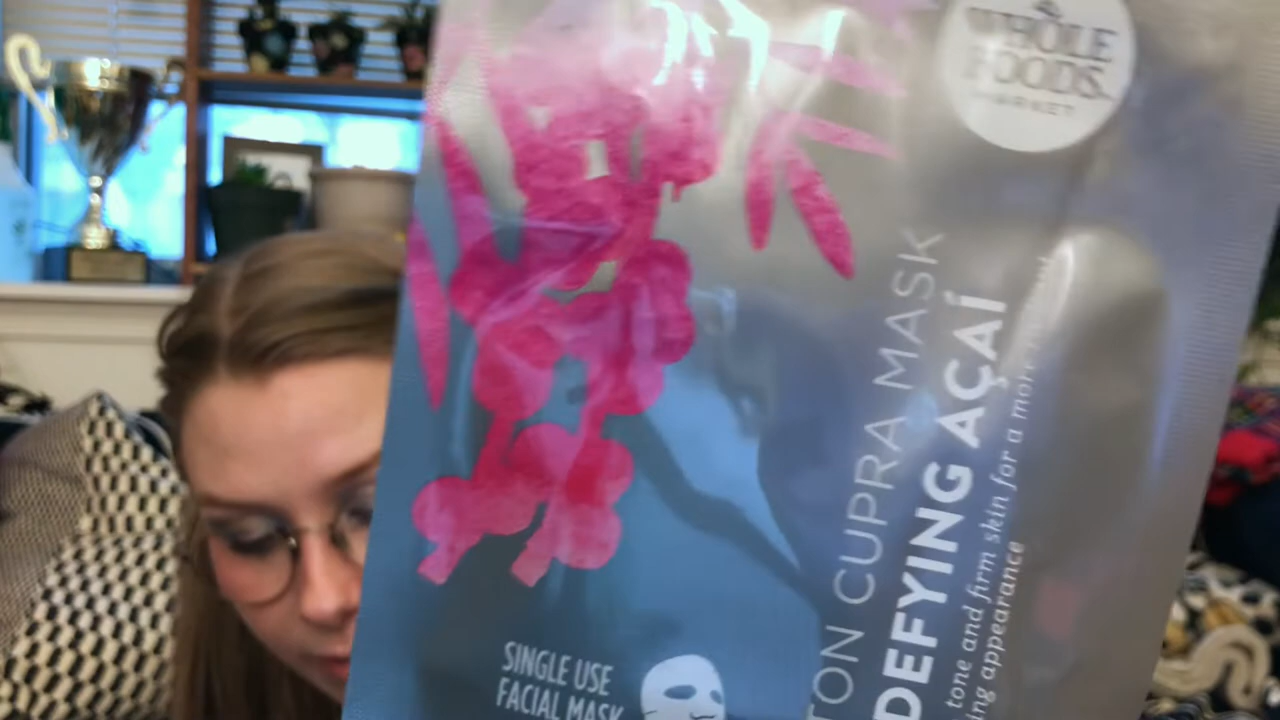 WHOLE
FOODS
MARKET
TON CUPRA MASK
DEFYING AÇAÍ
tone and firm skin for a more
ing appearance
SINGLE USE
FACIAL MASK